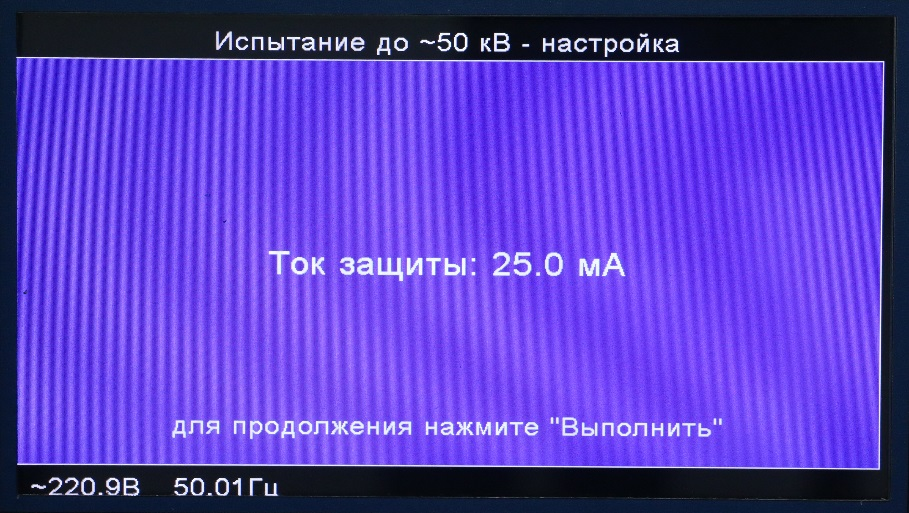 Испытание до ~50 кВ - настройка
Ток защиты: 25.0 мА
для продолжения нажмите "Выполнить"
~220.9В 50.01Гц